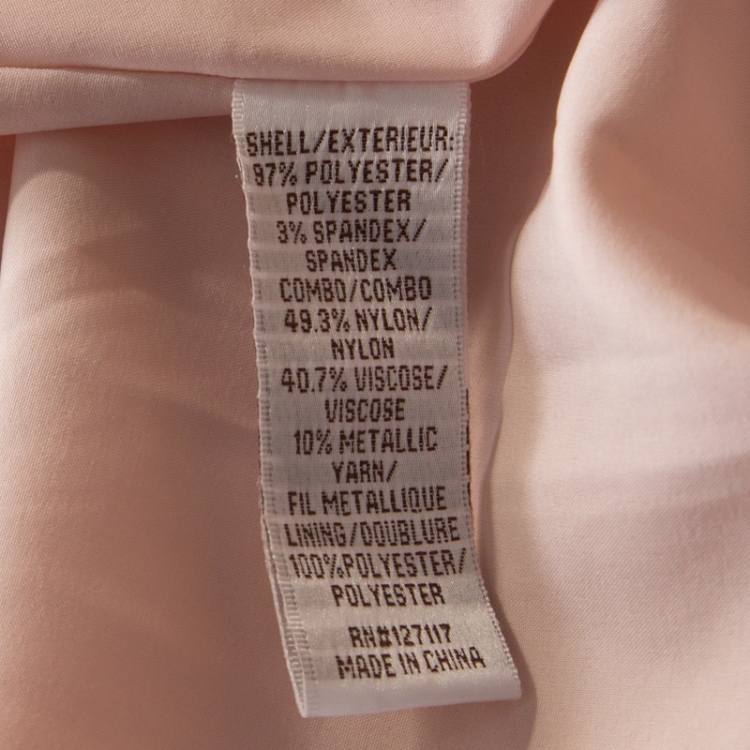 SHELL/EXTERIEUR:
97% POLYESTER/
POLYESTER
3% SPANDEX/
SPANDEX
COMBO/COMBO
49.3% NYLON/
NYLON
40.7% VISCOSE/
VISCOSE
10% METALLIC
YARN/
FIL METALLIQUE
LINING/DOUBLURE
100%POLYESTER/
POLYESTER
RN#127117
MADE IN CHINA